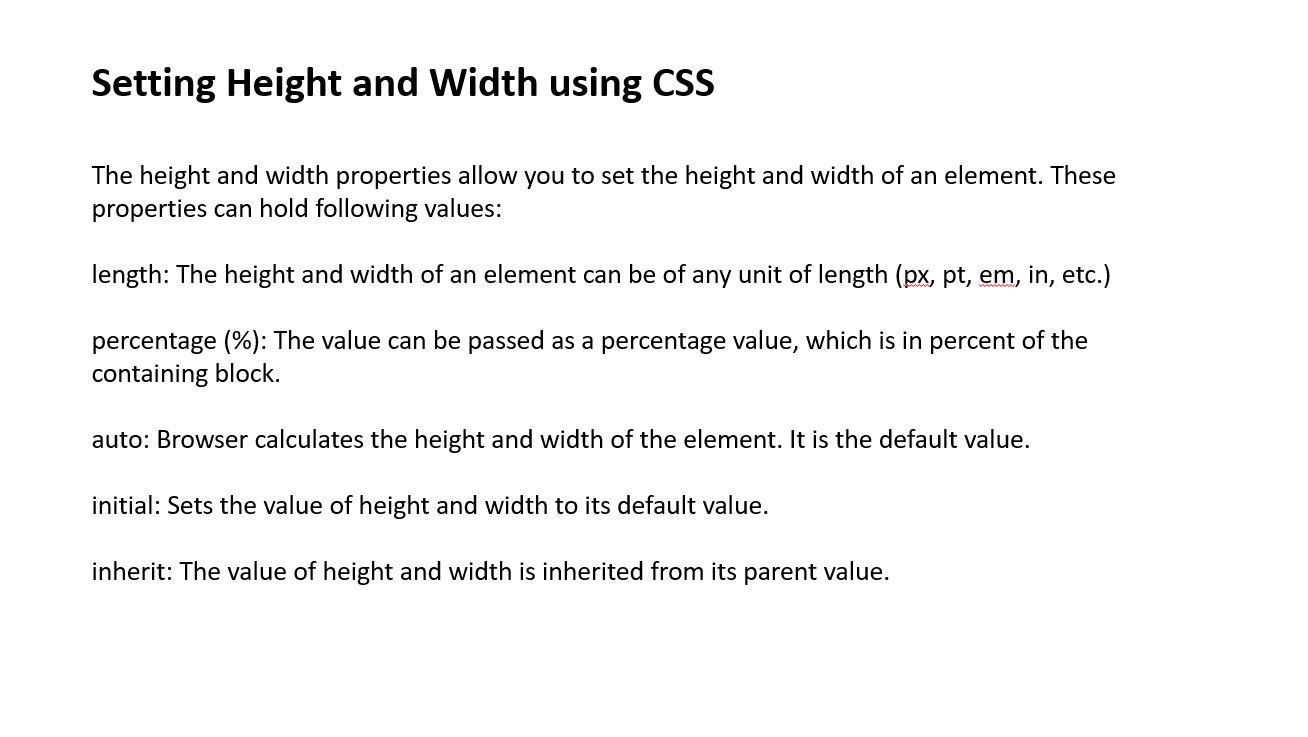 Setting Height and Width using CSS
The height and width properties allow you to set the height and width of an element. These
properties can hold following values:
length: The height and width of an element can be of any unit of length (px, pt, em, in, etc.)
percentage (%): The value can be passed as a percentage value, which is in percent of the
containing block.
auto: Browser calculates the height and width of the element. It is the default value.
initial: Sets the value of height and width to its default value.
inherit: The value of height and width is inherited from its parent value.